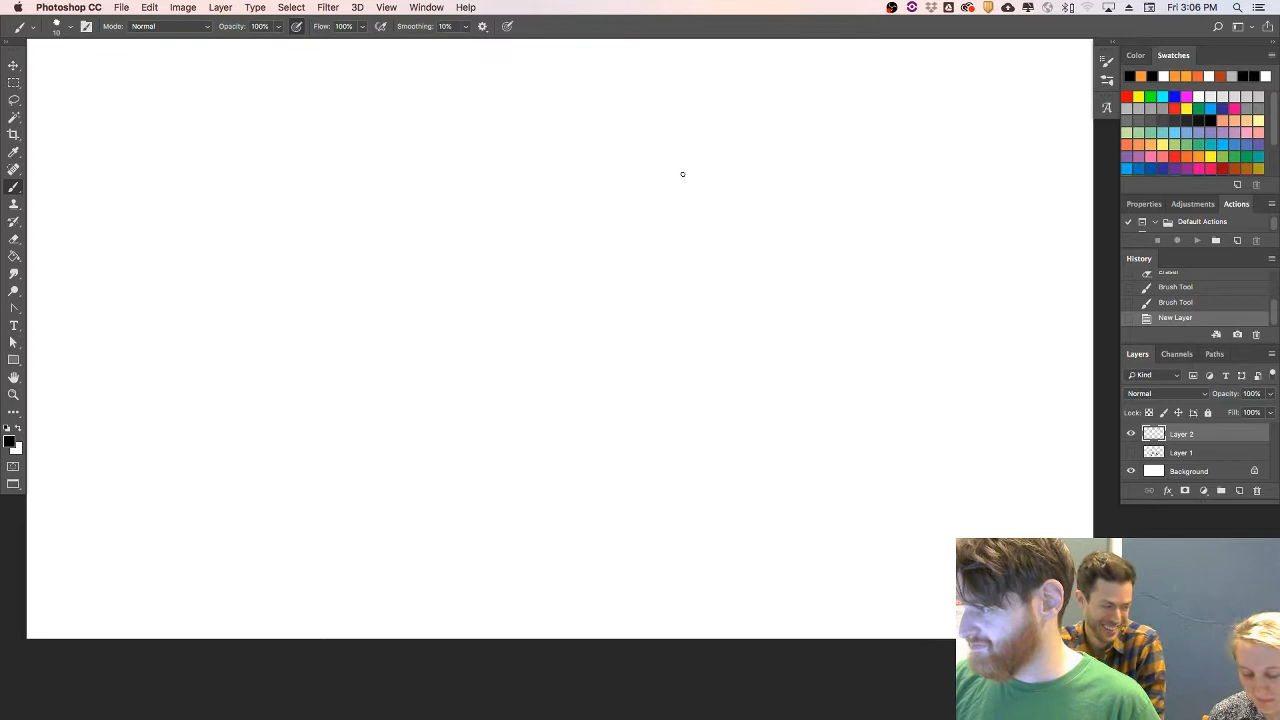 Photoshop CC File Edit Image Layer Type Select Filter 3D View Window Help Fri 3:06 PM
10 Mode: Normal Opacity: 100% Flow: 100% Smoothing: 10%
Color Swatches
Properties Adjustments Actions
Default Actions
History
Eraser
Brush Tool
Brush Tool
New Layer
Layers Channels Paths
Kind
Normal Opacity: 100%
Lock: Fill: 100%
Layer 2
Layer 1
Background